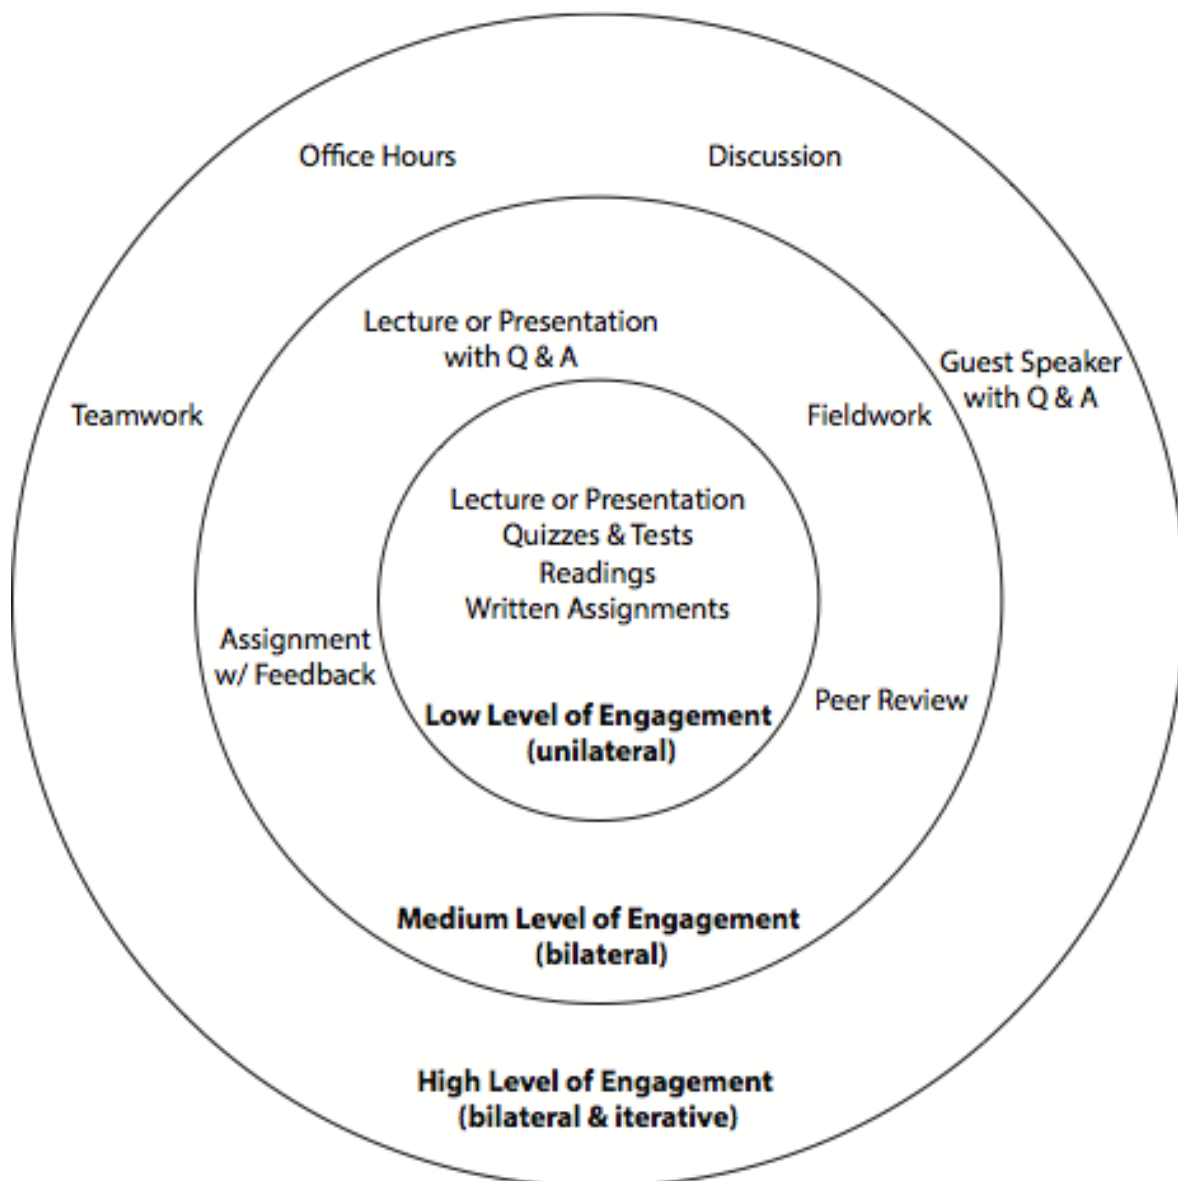 Office Hours
Discussion
Lecture or Presentation
with Q & A
Guest Speaker
with Q & A
Teamwork
Fieldwork
Lecture or Presentation
Quizzes & Tests
Readings
Written Assignments
Assignment
w/ Feedback
Peer Review
Low Level of Engagement
(unilateral)
Medium Level of Engagement
(bilateral)
High Level of Engagement
(bilateral & iterative)